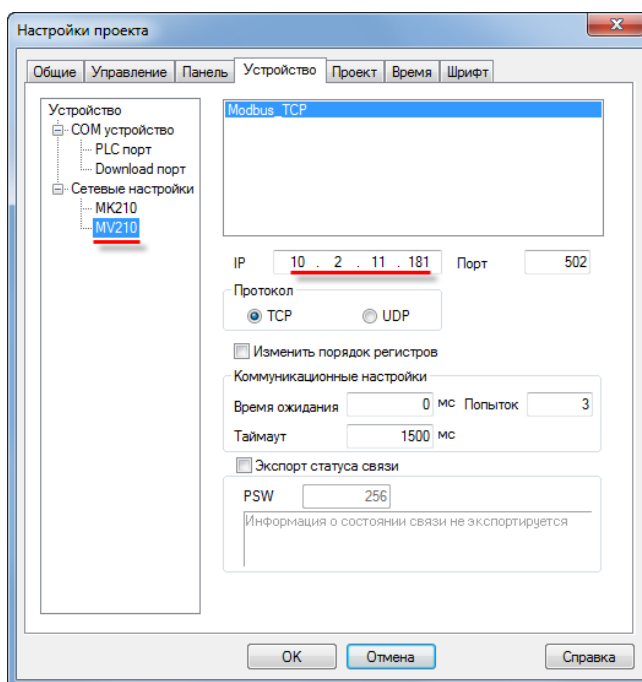 Настройки проекта
Общие Управление Панель Устройство Проект Время Шрифт
Устройство
COM устройство
PLC порт
Download порт
Сетевые настройки
MK210
MV210
Modbus_TCP
IP 10 . 2 . 11 . 181 Порт 502
Протокол
TCP UDP
Изменить порядок регистров
Коммуникационные настройки
Время ожидания 0 мс Попыток 3
Таймаут 1500 мс
Экспорт статуса связи
PSW 256
Информация о состоянии связи не экспортируется
OK Отмена Справка